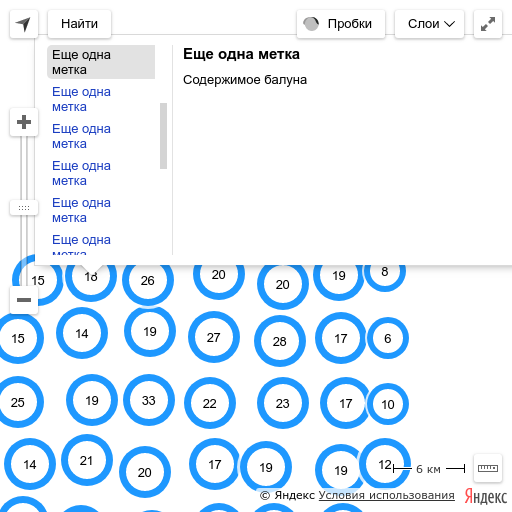 Найти
Пробки
Слои
Еще одна
метка
Еще одна
метка
Еще одна
метка
Еще одна
метка
Еще одна
метка
Еще одна
метка
Еще одна метка
Содержимое балуна
15 18 26 20 20 19 8
15 14 19 27 28 17 6
25 19 33 22 23 17 10
14 21 20 17 19 19 12
6 км
© Яндекс Условия использования
Яндекс